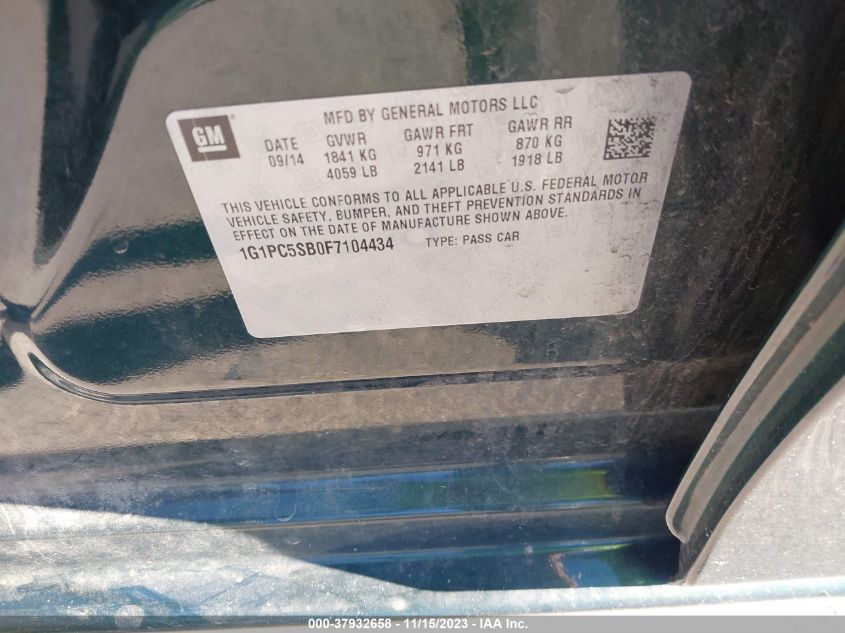 GM
MFD BY GENERAL MOTORS LLC
DATE GVWR GAWR FRT GAWR RR
09/14 1841 KG 971 KG 870 KG
4059 LB 2141 LB 1918 LB
THIS VEHICLE CONFORMS TO ALL APPLICABLE U.S. FEDERAL MOTOR
VEHICLE SAFETY, BUMPER, AND THEFT PREVENTION STANDARDS IN
EFFECT ON THE DATE OF MANUFACTURE SHOWN ABOVE.
1G1PC5SB0F7104434 TYPE: PASS CAR
000-37932658 - 11/15/2023 - IAA Inc.